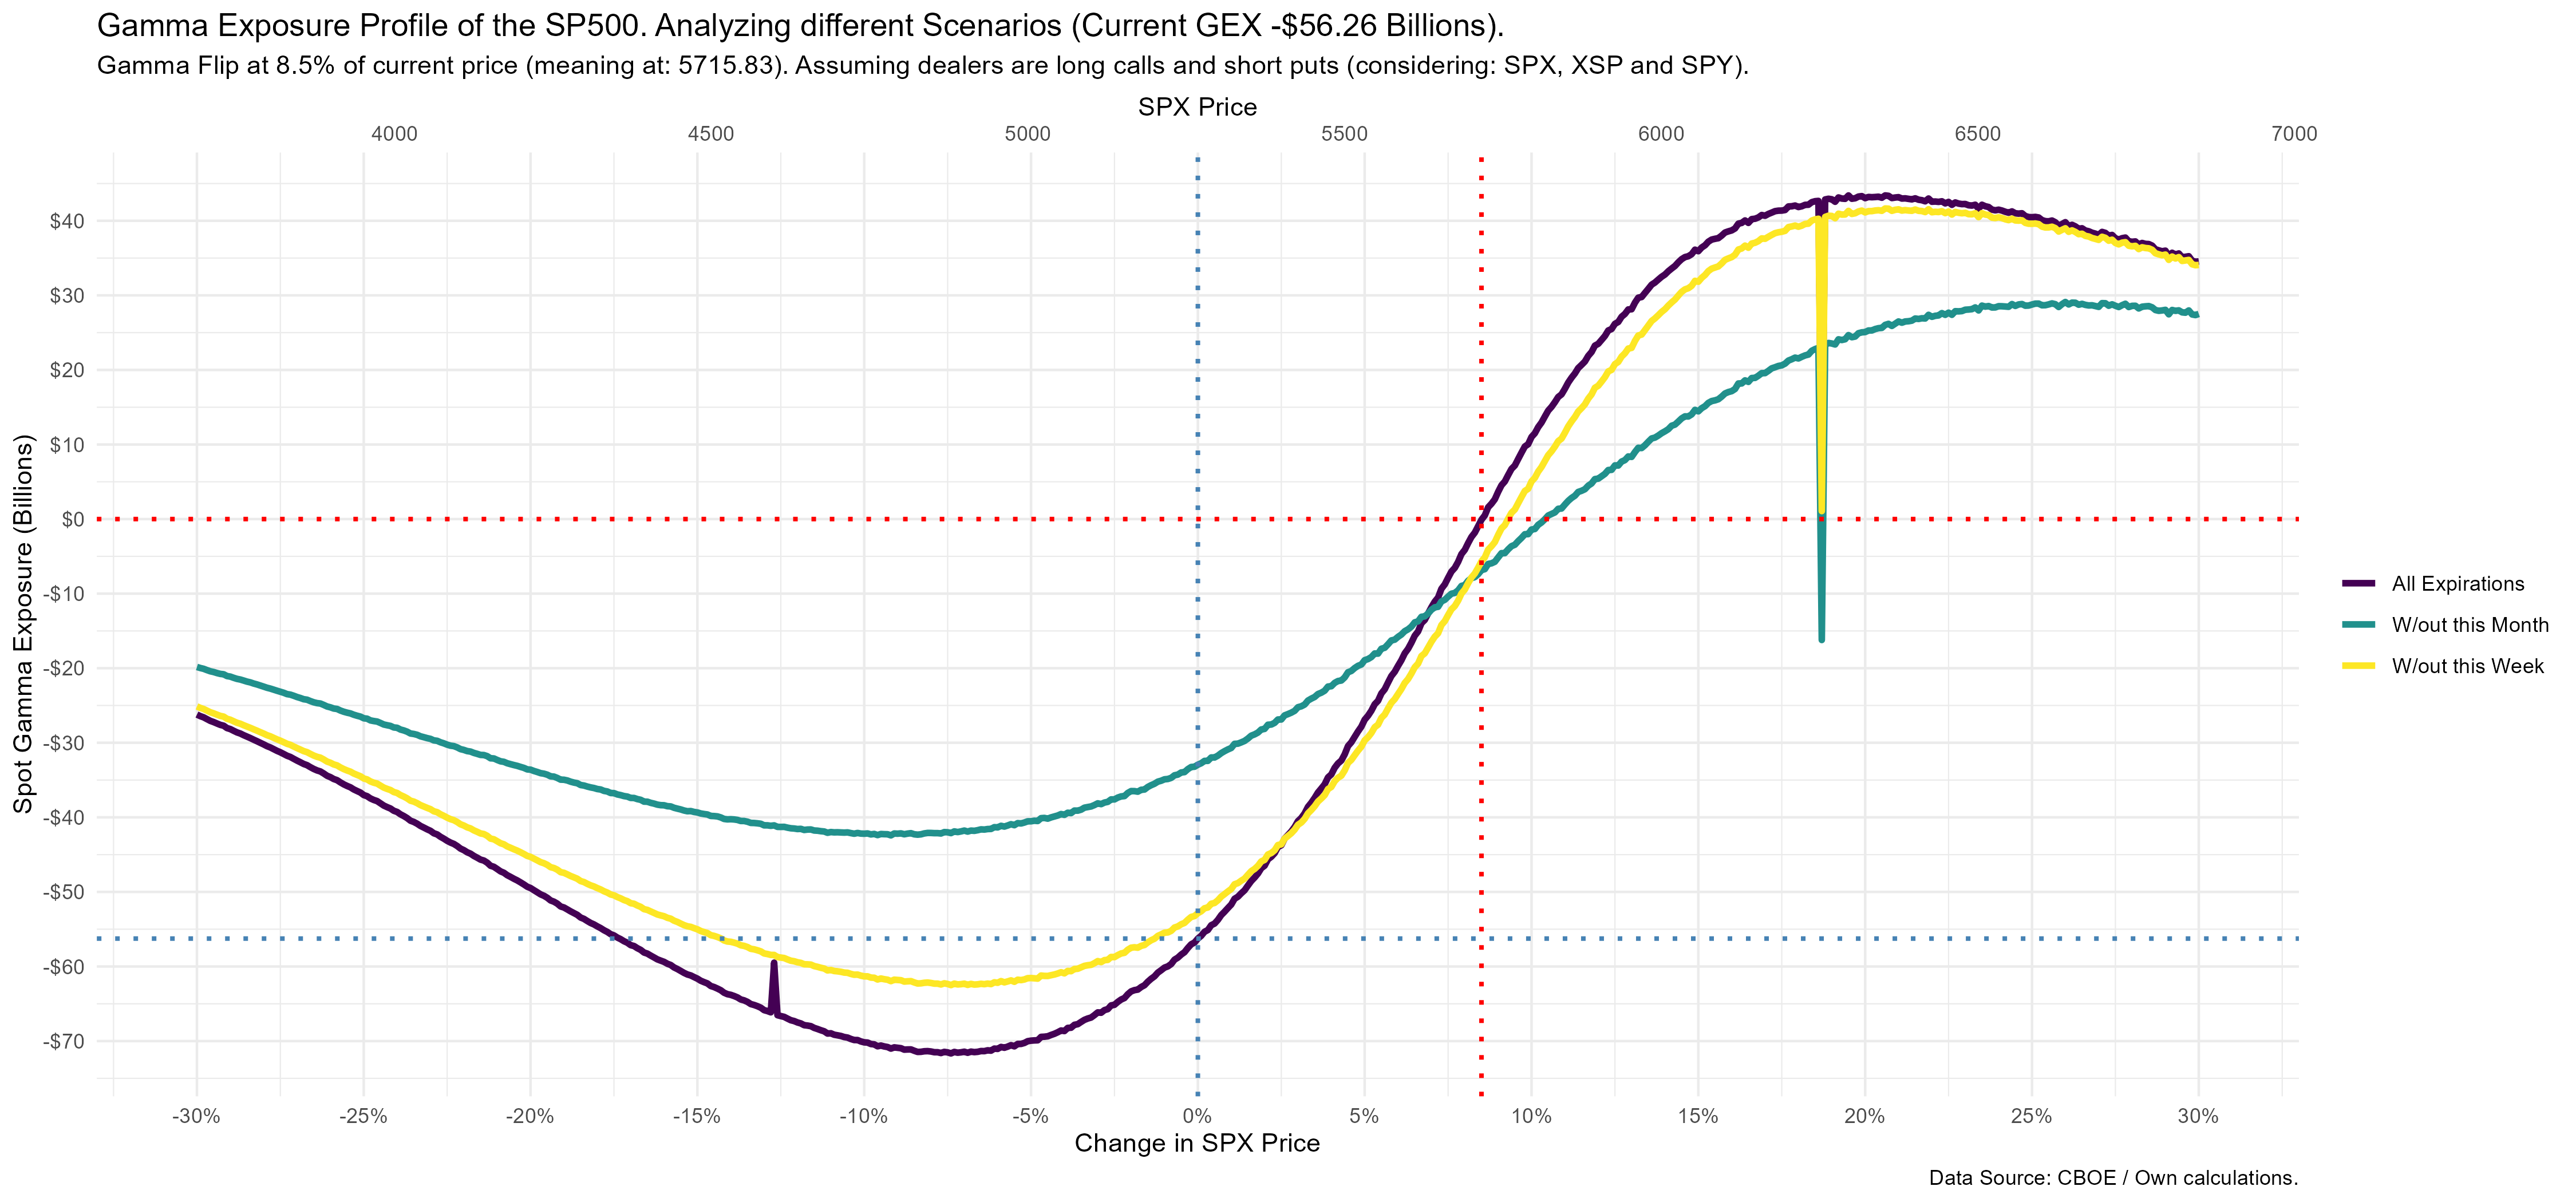 Gamma Exposure Profile of the SP500. Analyzing different Scenarios (Current GEX -$56.26 Billions).
Gamma Flip at 8.5% of current price (meaning at: 5715.83). Assuming dealers are long calls and short puts (considering: SPX, XSP and SPY).
SPX Price
4000 4500 5000 5500 6000 6500 7000
$40
$30
$20
$10
$0
-$10
-$20
-$30
-$40
-$50
-$60
-$70
Spot Gamma Exposure (Billions)
All Expirations
W/out this Month
W/out this Week
-30% -25% -20% -15% -10% -5% 0% 5% 10% 15% 20% 25% 30%
Change in SPX Price
Data Source: CBOE / Own calculations.